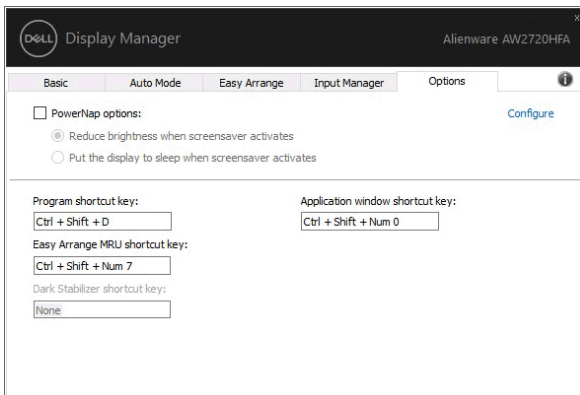 DELL Display Manager
Alienware AW2720HFA
Basic
Auto Mode
Easy Arrange
Input Manager
Options
PowerNap options:
Configure
Reduce brightness when screensaver activates
Put the display to sleep when screensaver activates
Program shortcut key:
Application window shortcut key:
Ctrl + Shift + D
Ctrl + Shift + Num 0
Easy Arrange MRU shortcut key:
Ctrl + Shift + Num 7
Dark Stabilizer shortcut key:
None